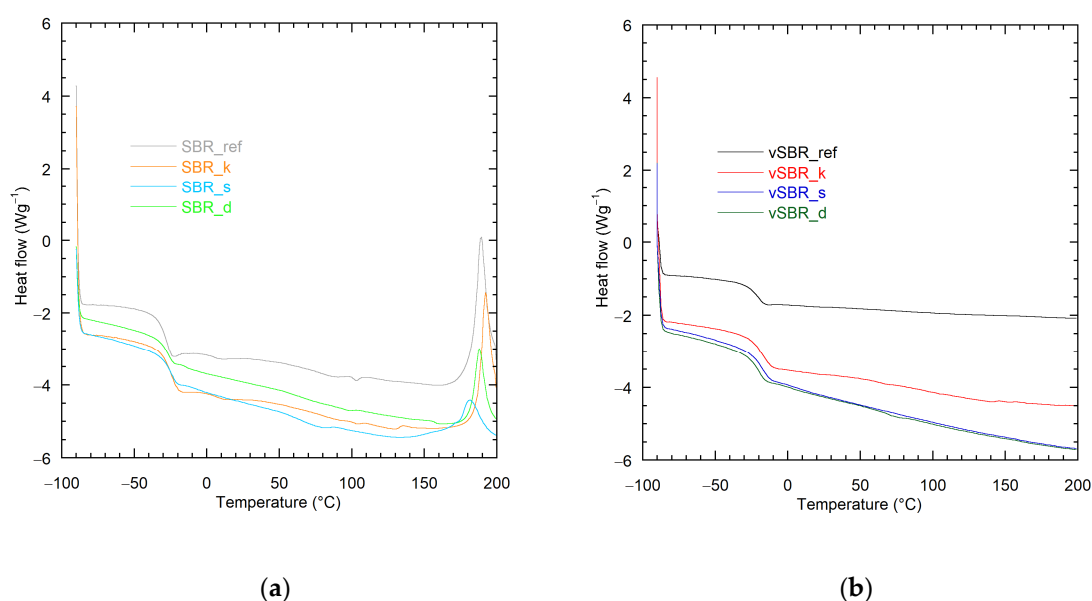 6
4
2
0
−2
−4
−6
Heat flow (Wg⁻¹)
SBR_ref
SBR_k
SBR_s
SBR_d
−100 −50 0 50 100 150 200
Temperature (°C)
(a)
6
4
2
0
−2
−4
−6
Heat flow (Wg⁻¹)
vSBR_ref
vSBR_k
vSBR_s
vSBR_d
−100 −50 0 50 100 150 200
Temperature (°C)
(b)